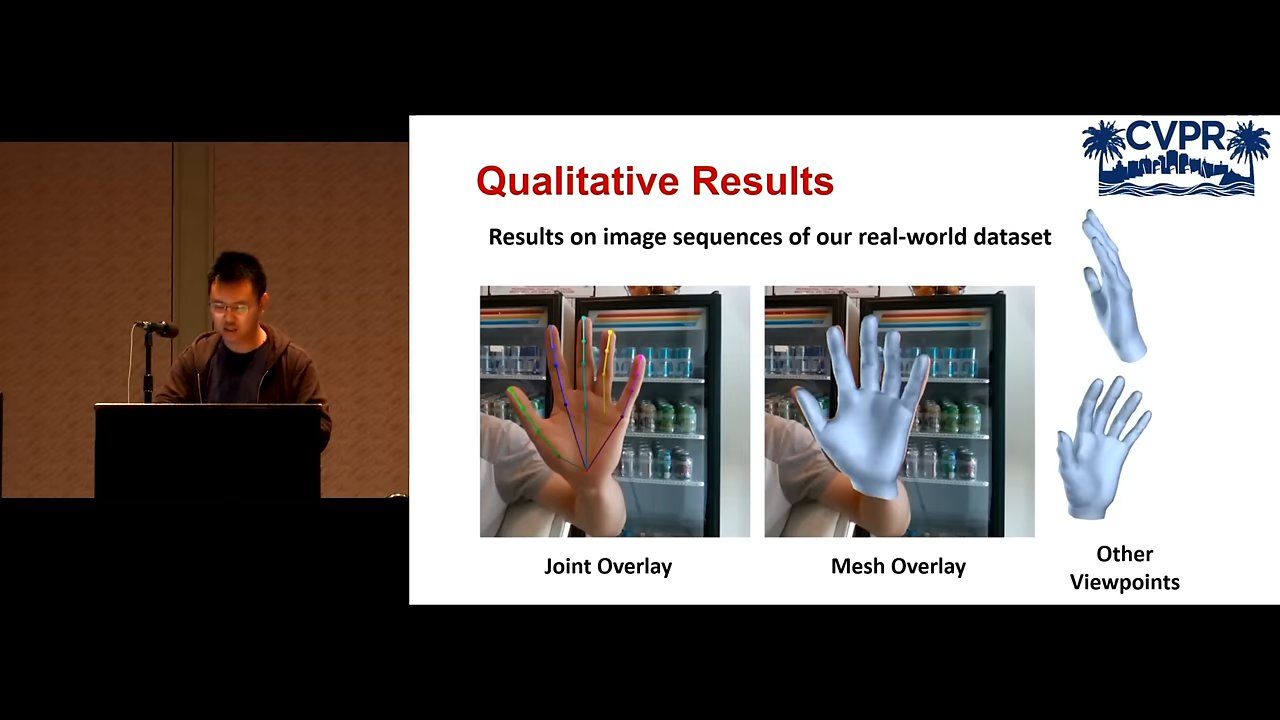 CVPR
Qualitative Results
Results on image sequences of our real-world dataset
Joint Overlay
Mesh Overlay
Other
Viewpoints